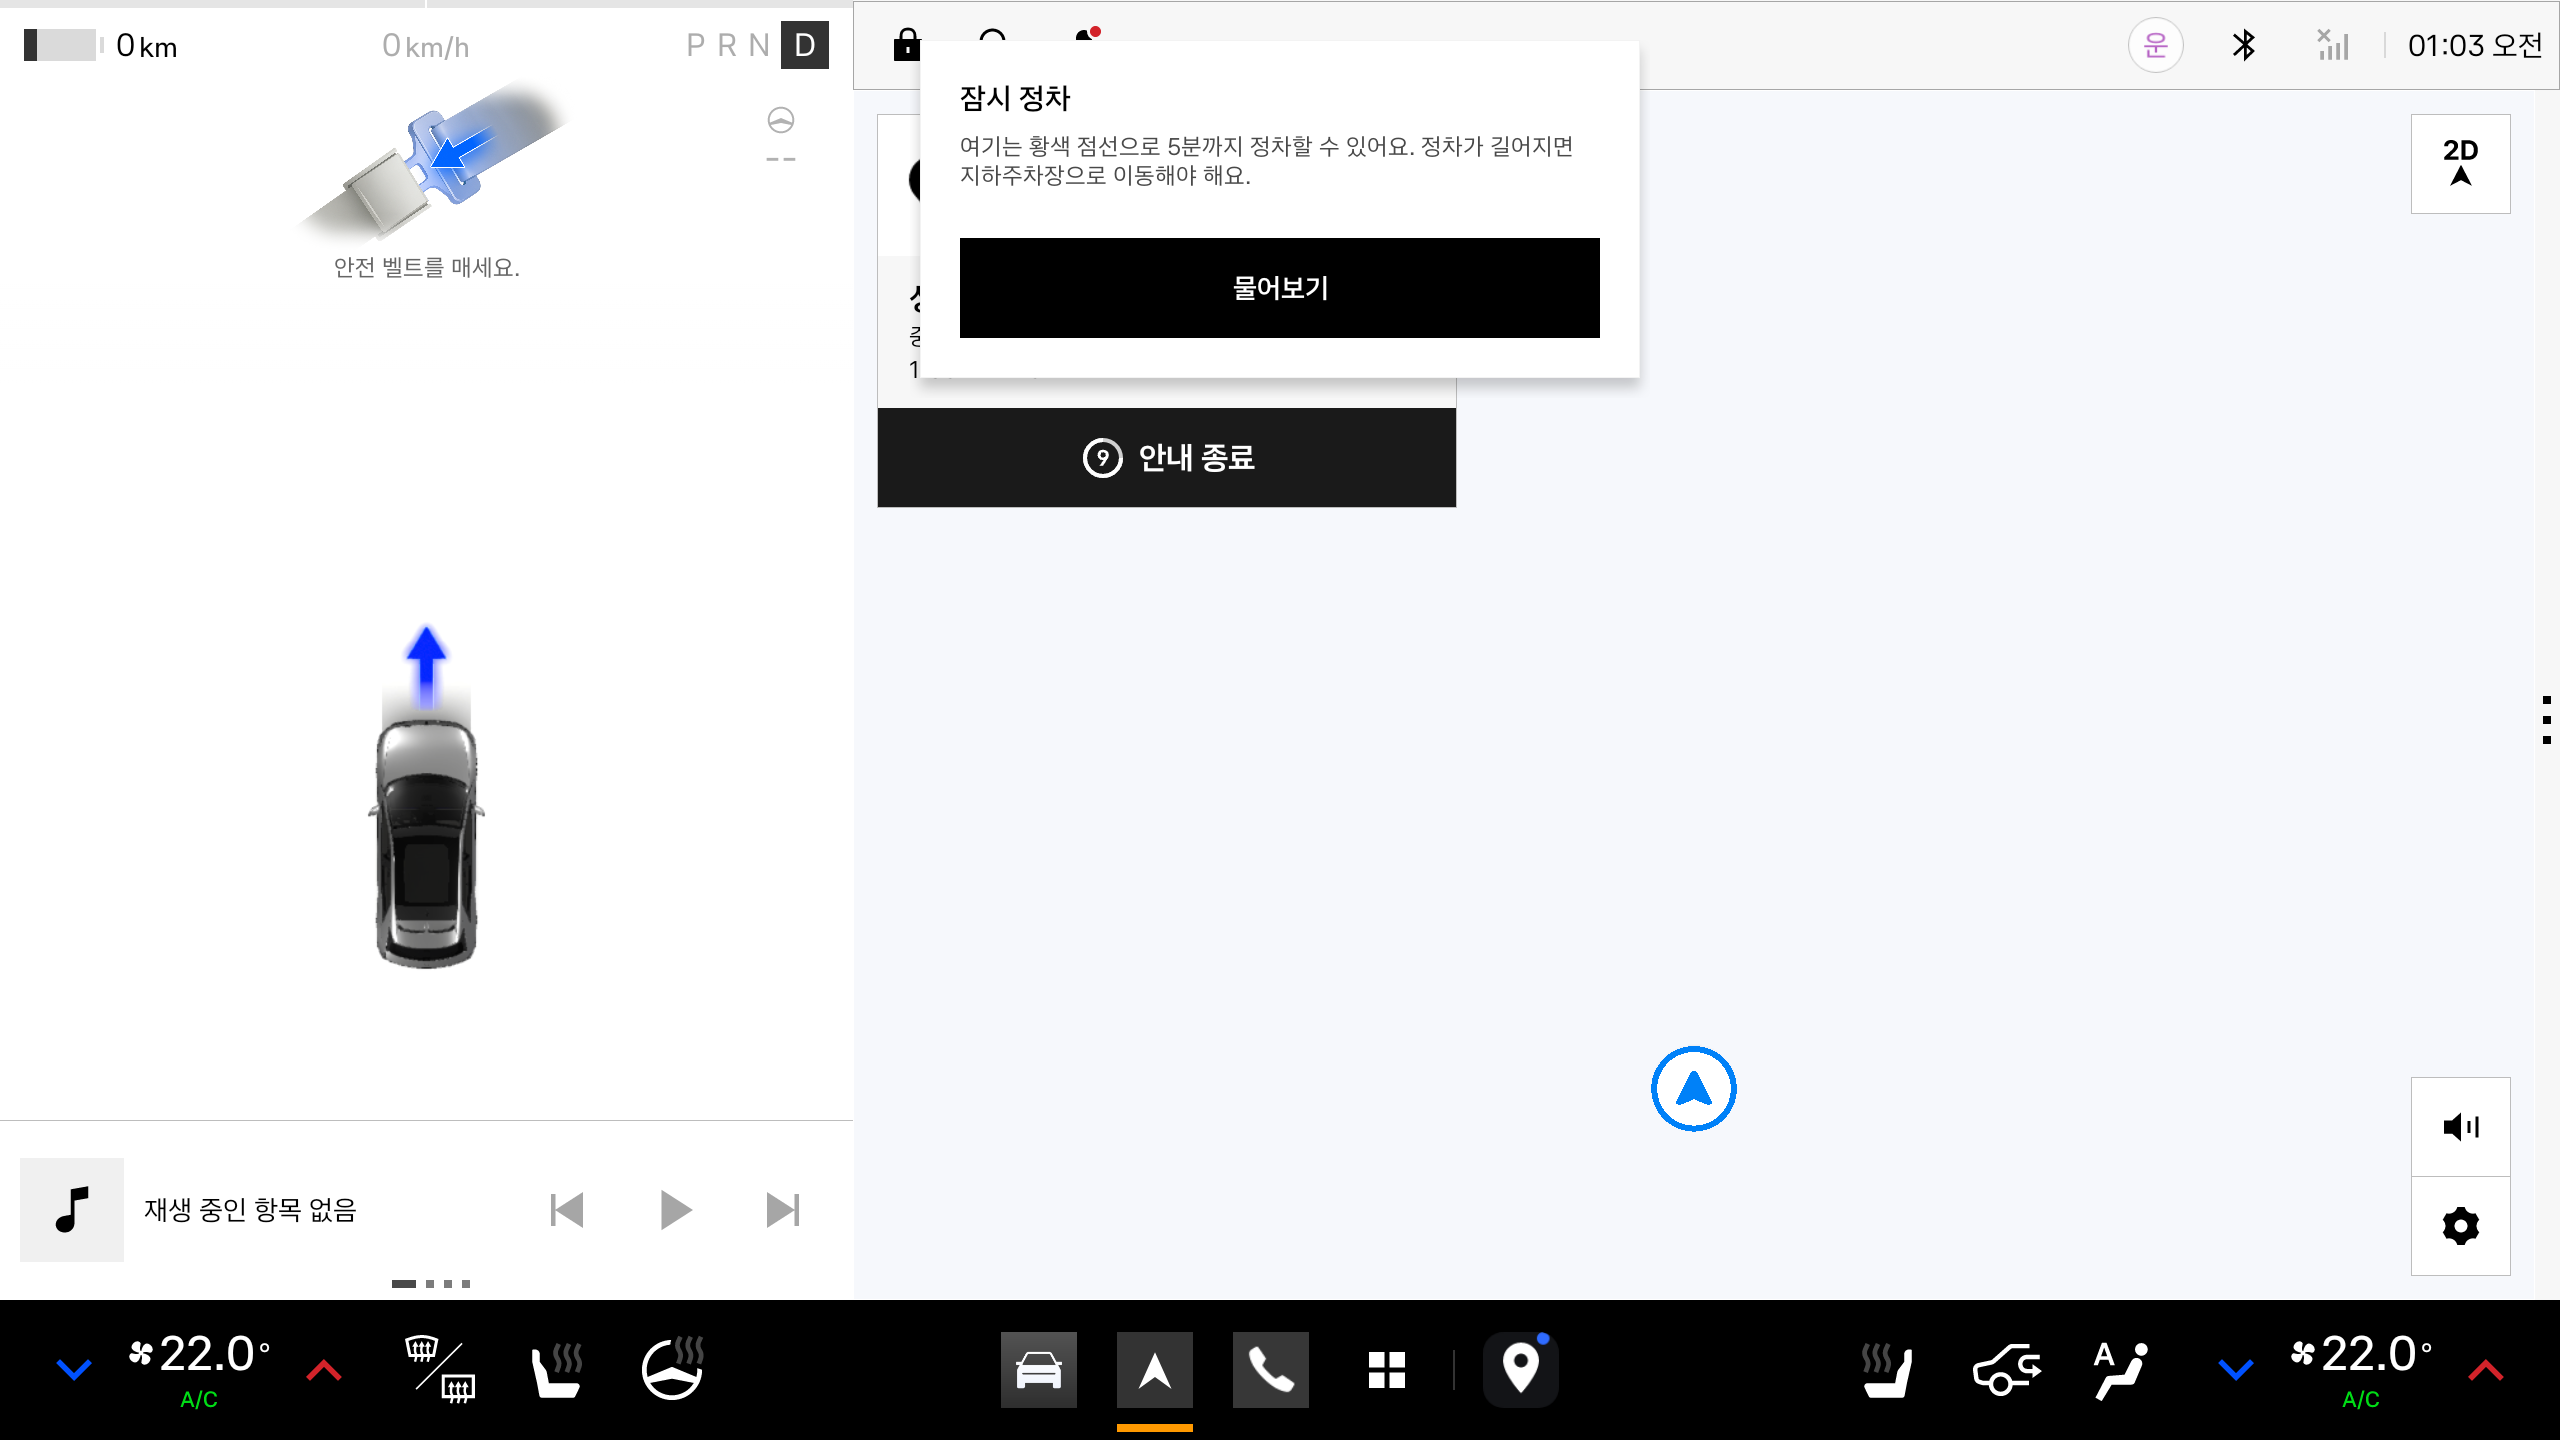 0 km
0 km/h
P R N D
안전 벨트를 매세요.
운
01:03 오전
잠시 정차
여기는 황색 점선으로 5분까지 정차할 수 있어요. 정차가 길어지면
지하주차장으로 이동해야 해요.
물어보기
9 안내 종료
2D
재생 중인 항목 없음
22.0°
A/C
A
22.0°
A/C